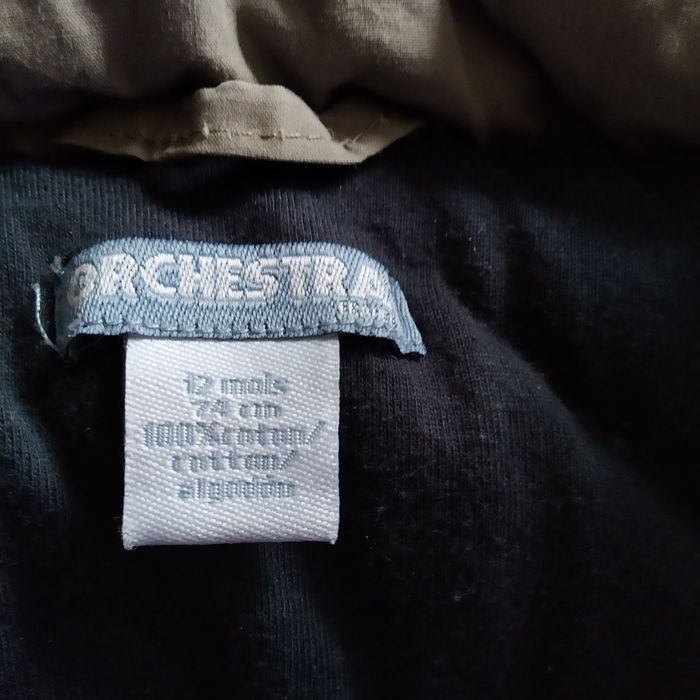 ORCHESTRA
12 mois
74 cm
100%coton/
cotton/
algodón